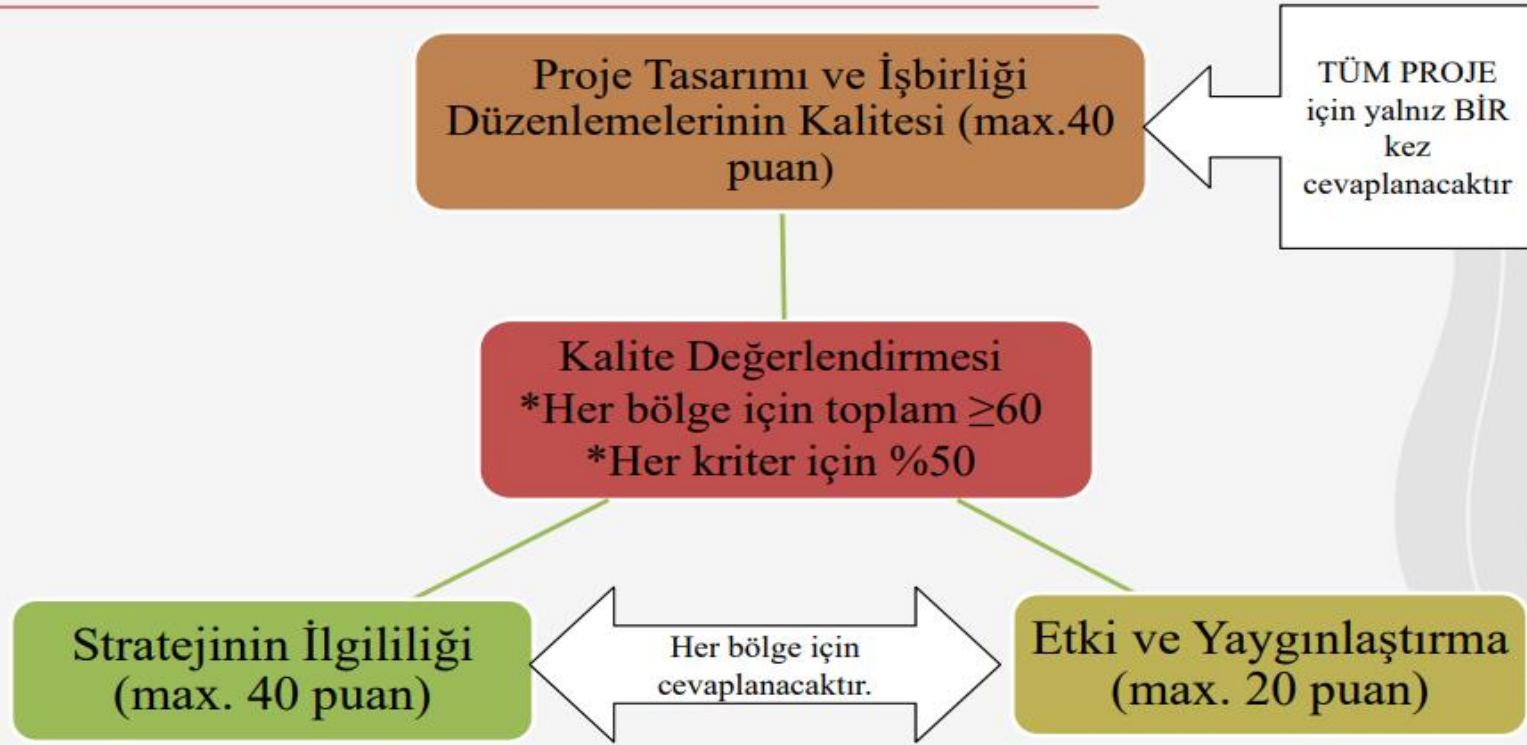 Proje Tasarımı ve İşbirliği
Düzenlemelerinin Kalitesi (max.40
puan)
TÜM PROJE
için yalnız BİR
kez
cevaplanacaktır
Kalite Değerlendirmesi
*Her bölge için toplam ≥60
*Her kriter için %50
Stratejinin İlgililiği
(max. 40 puan)
Her bölge için
cevaplanacaktır.
Etki ve Yaygınlaştırma
(max. 20 puan)